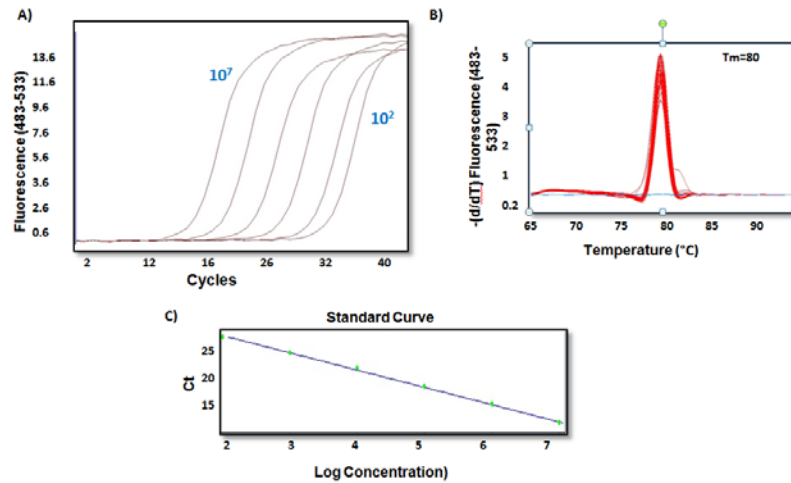 A)
Fluorescence (483-533)
13.6
11.6
9.6
7.6
5.6
3.6
2.6
0.6
10⁷
10²
2 12 16 20 26 32 40
Cycles
B)
-(d/dT) Fluorescence (483-
533)
5
4
3
2
1
0.2
Tm=80
65 70 75 80 85 90
Temperature (°C)
C)
Standard Curve
Ct
25
20
15
2 3 4 5 6 7
Log Concentration)